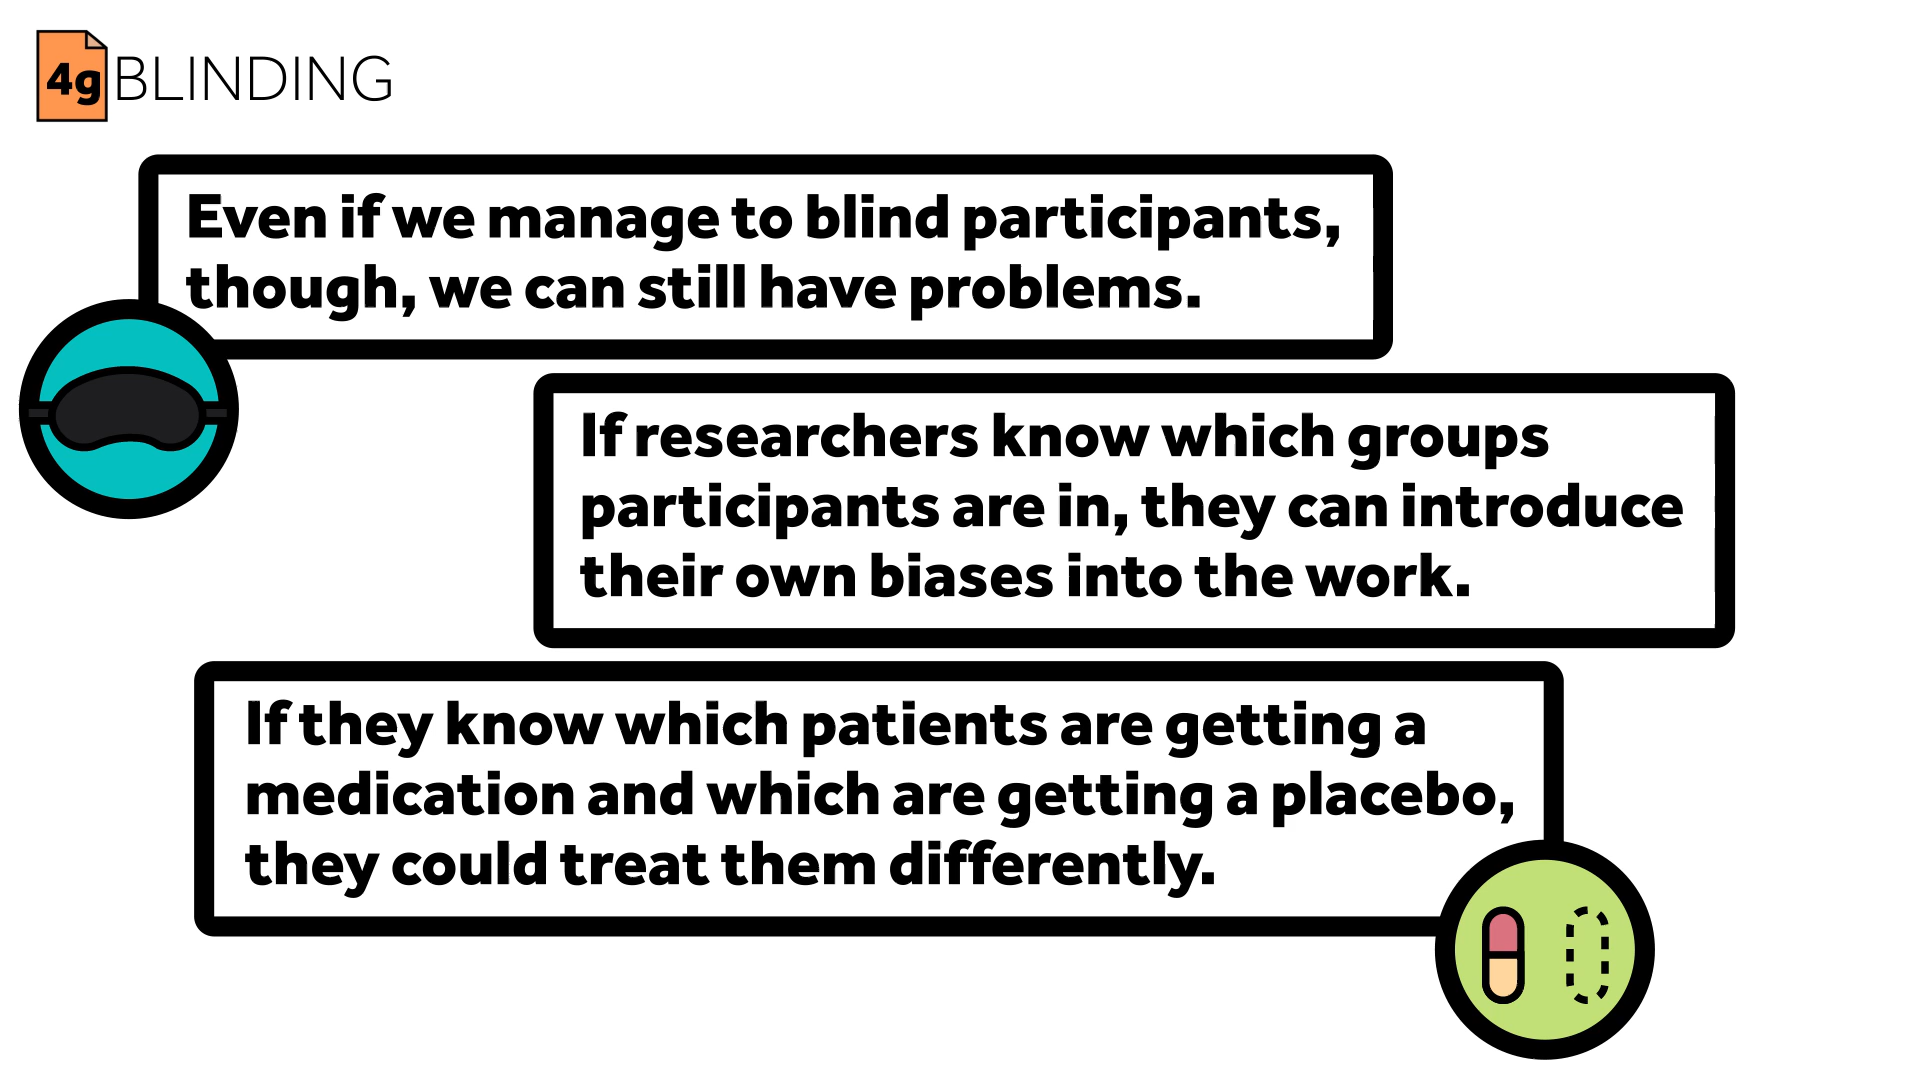 4g BLINDING
Even if we manage to blind participants,
though, we can still have problems.
If researchers know which groups
participants are in, they can introduce
their own biases into the work.
If they know which patients are getting a
medication and which are getting a placebo,
they could treat them differently.